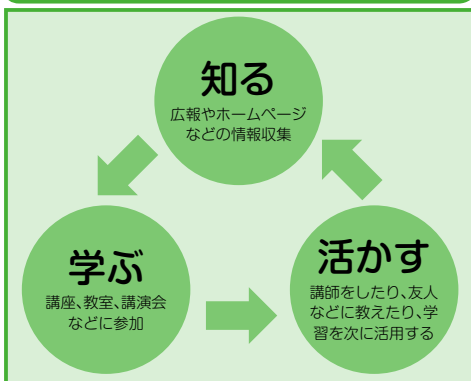 知る
広報やホームページ
などの情報収集
学ぶ
講座、教室、講演会
などに参加
活かす
講師をしたり、友人
などに教えたり、学
習を次に活用する